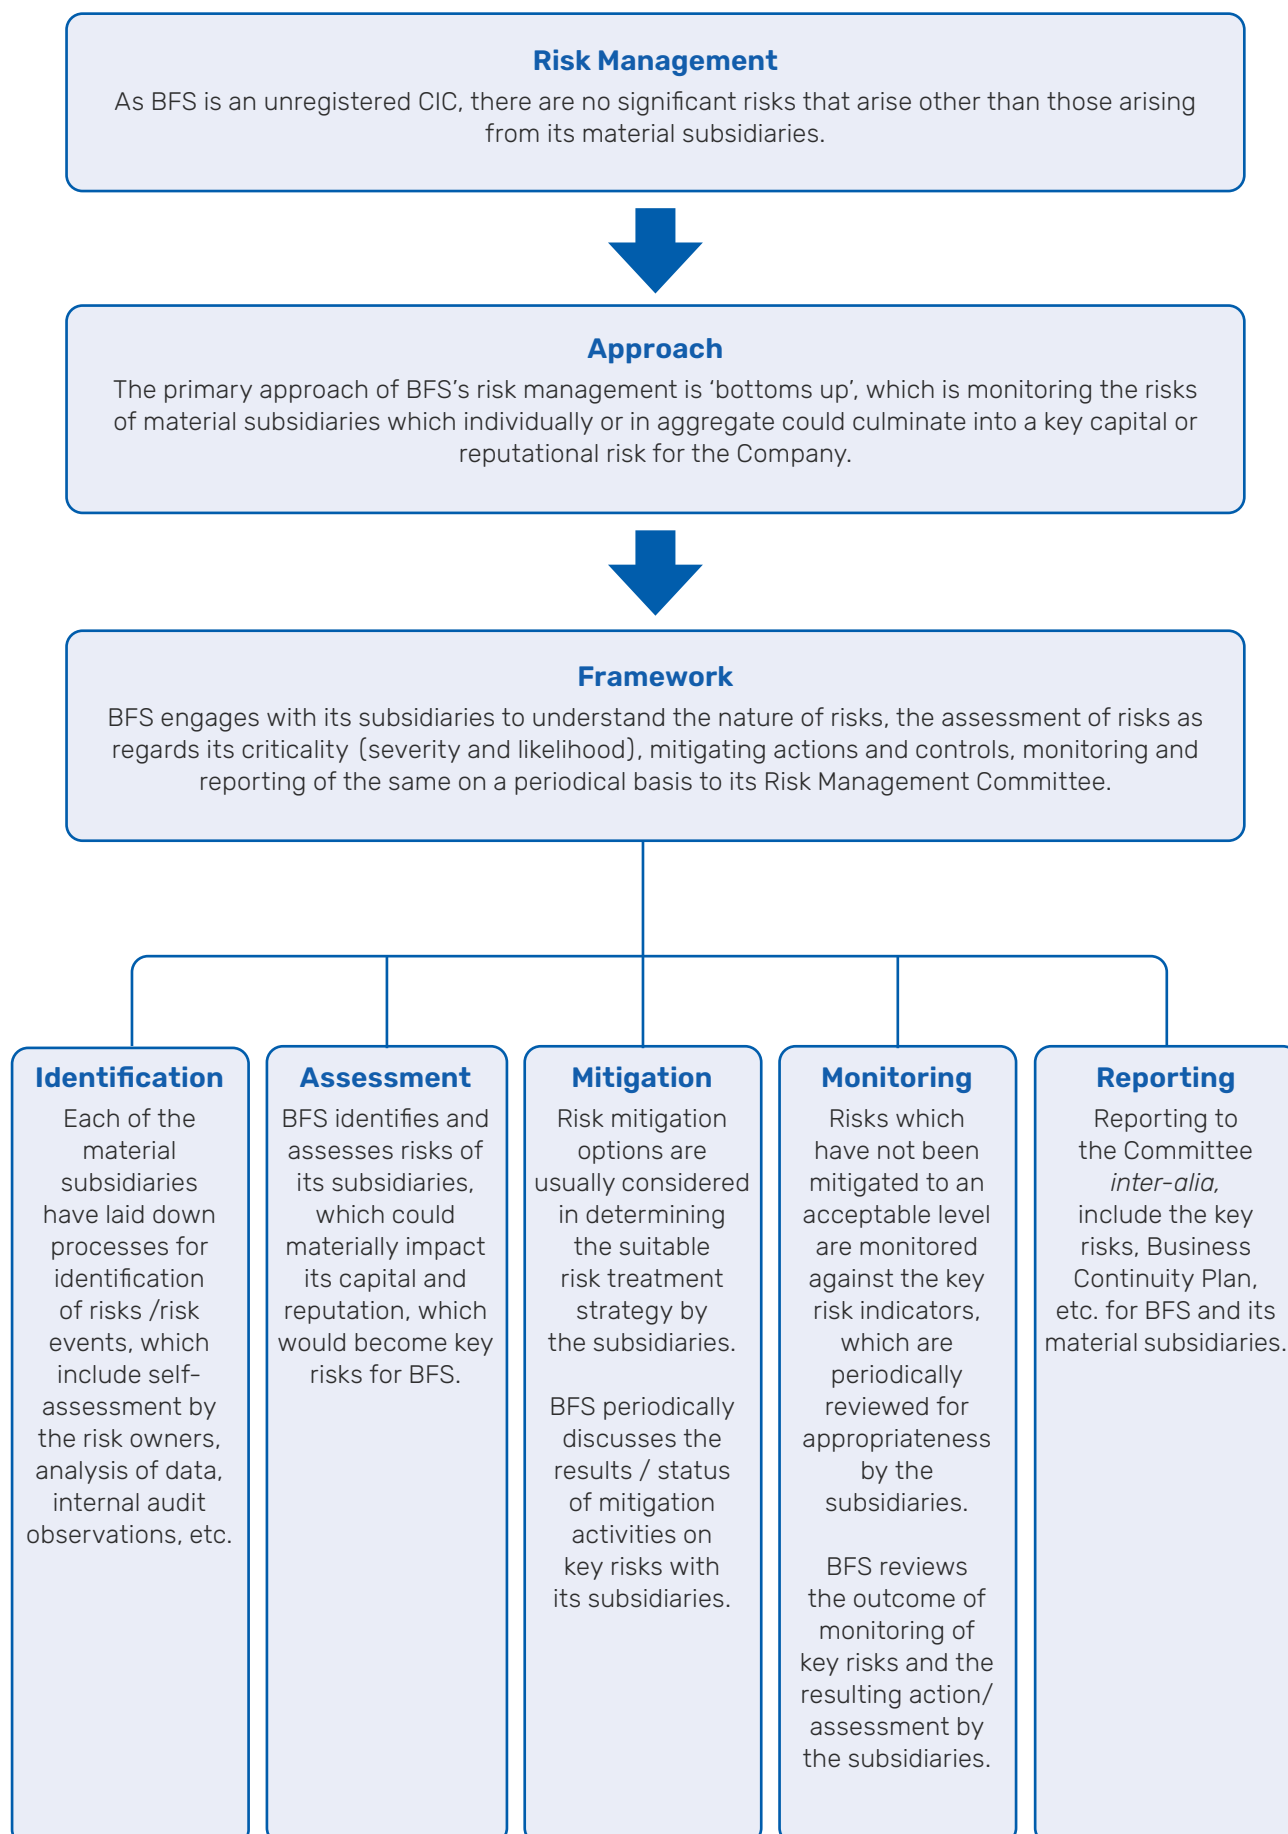 Risk Management
As BFS is an unregistered CIC, there are no significant risks that arise other than those arising
from its material subsidiaries.
Approach
The primary approach of BFS’s risk management is ‘bottoms up’, which is monitoring the risks
of material subsidiaries which individually or in aggregate could culminate into a key capital or
reputational risk for the Company.
Framework
BFS engages with its subsidiaries to understand the nature of risks, the assessment of risks as
regards its criticality (severity and likelihood), mitigating actions and controls, monitoring and
reporting of the same on a periodical basis to its Risk Management Committee.
Identification
Each of the
material
subsidiaries
have laid down
processes for
identification
of risks /risk
events, which
include self-
assessment by
the risk owners,
analysis of data,
internal audit
observations, etc.
Assessment
BFS identifies and
assesses risks of
its subsidiaries,
which could
materially impact
its capital and
reputation, which
would become key
risks for BFS.
Mitigation
Risk mitigation
options are
usually considered
in determining
the suitable
risk treatment
strategy by
the subsidiaries.
BFS periodically
discusses the
results / status
of mitigation
activities on
key risks with
its subsidiaries.
Monitoring
Risks which
have not been
mitigated to an
acceptable level
are monitored
against the key
risk indicators,
which are
periodically
reviewed for
appropriateness
by the
subsidiaries.
BFS reviews
the outcome of
monitoring of
key risks and the
resulting action/
assessment by
the subsidiaries.
Reporting
Reporting to
the Committee
inter-alia,
include the key
risks, Business
Continuity Plan,
etc. for BFS and its
material subsidiaries.